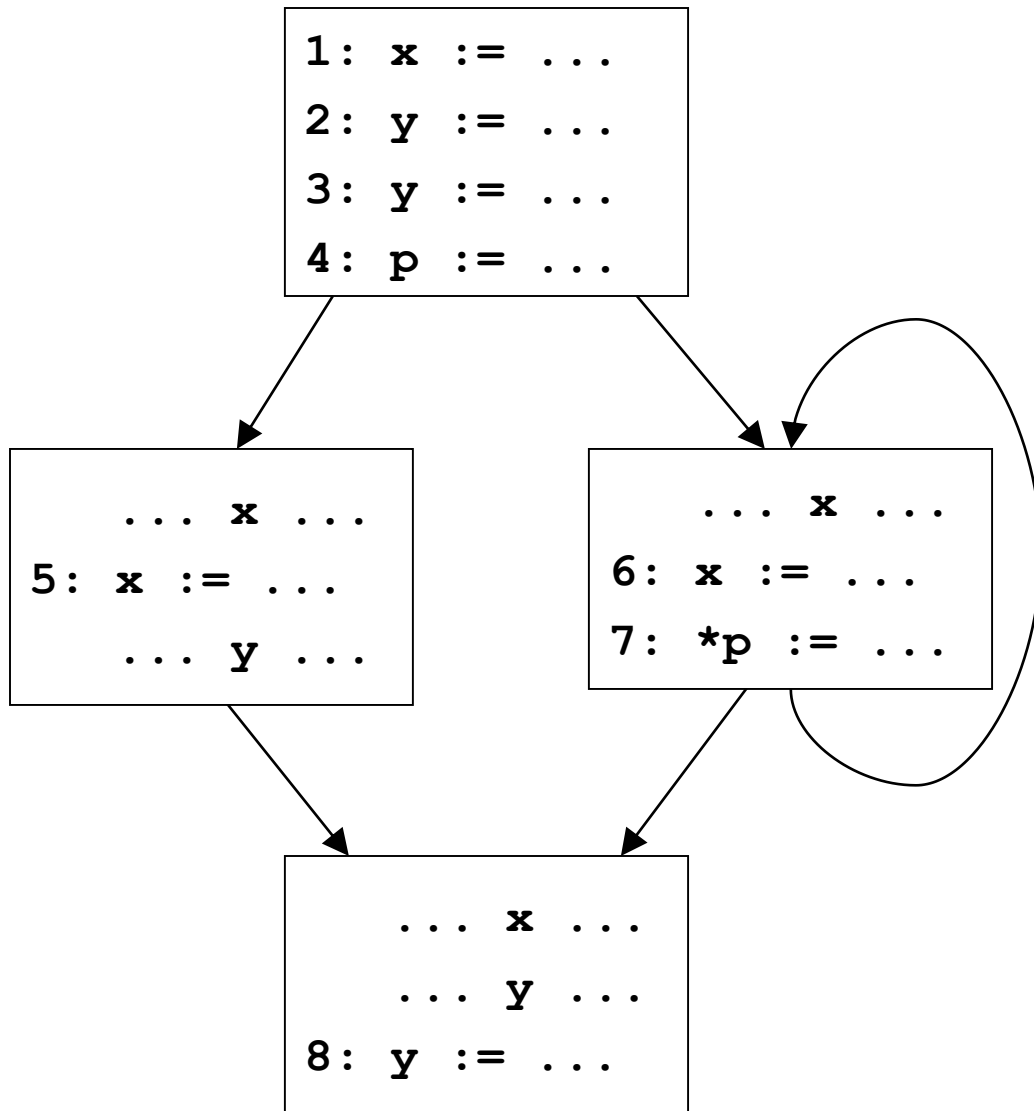 1: x := ...
2: y := ...
3: y := ...
4: p := ...
... x ...
5: x := ...
... y ...
... x ...
6: x := ...
7: *p := ...
... x ...
... y ...
8: y := ...